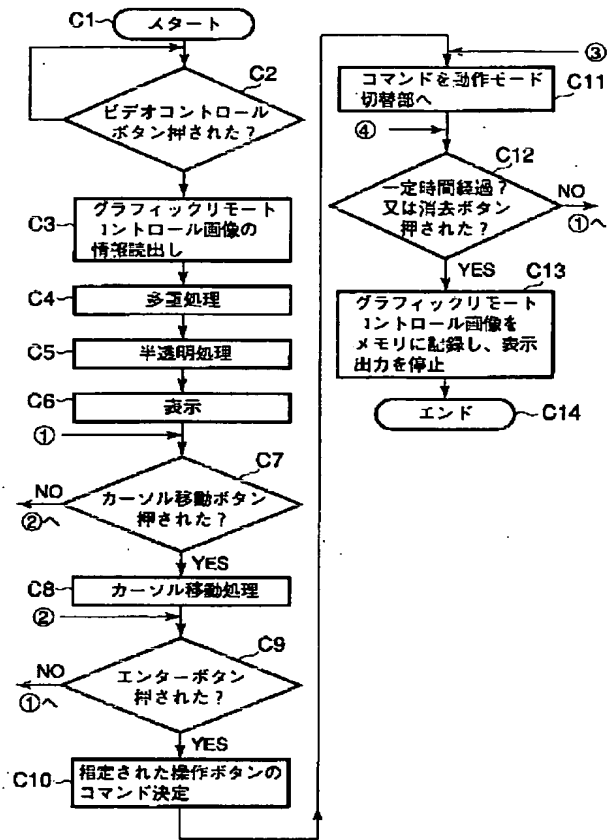 C1 スタート
C2
ビデオコントロール
ボタン押された？
C3 グラフィックリモート
コントロール画像の
情報読出し
C4 多重処理
C5 半透明処理
C6 表示
①
C7
NO カーソル移動ボタン
②へ 押された？
YES
C8 カーソル移動処理
②
C9
NO エンターボタン
①へ 押された？
YES
C10 指定された操作ボタンの
コマンド決定
③
コマンドを動作モード C11
切替部へ
④
C12
一定時間経過？ NO
又は消去ボタン ①へ
押された？
YES C13
グラフィックリモート
コントロール画像を
メモリに記録し、表示
出力を停止
エンド C14